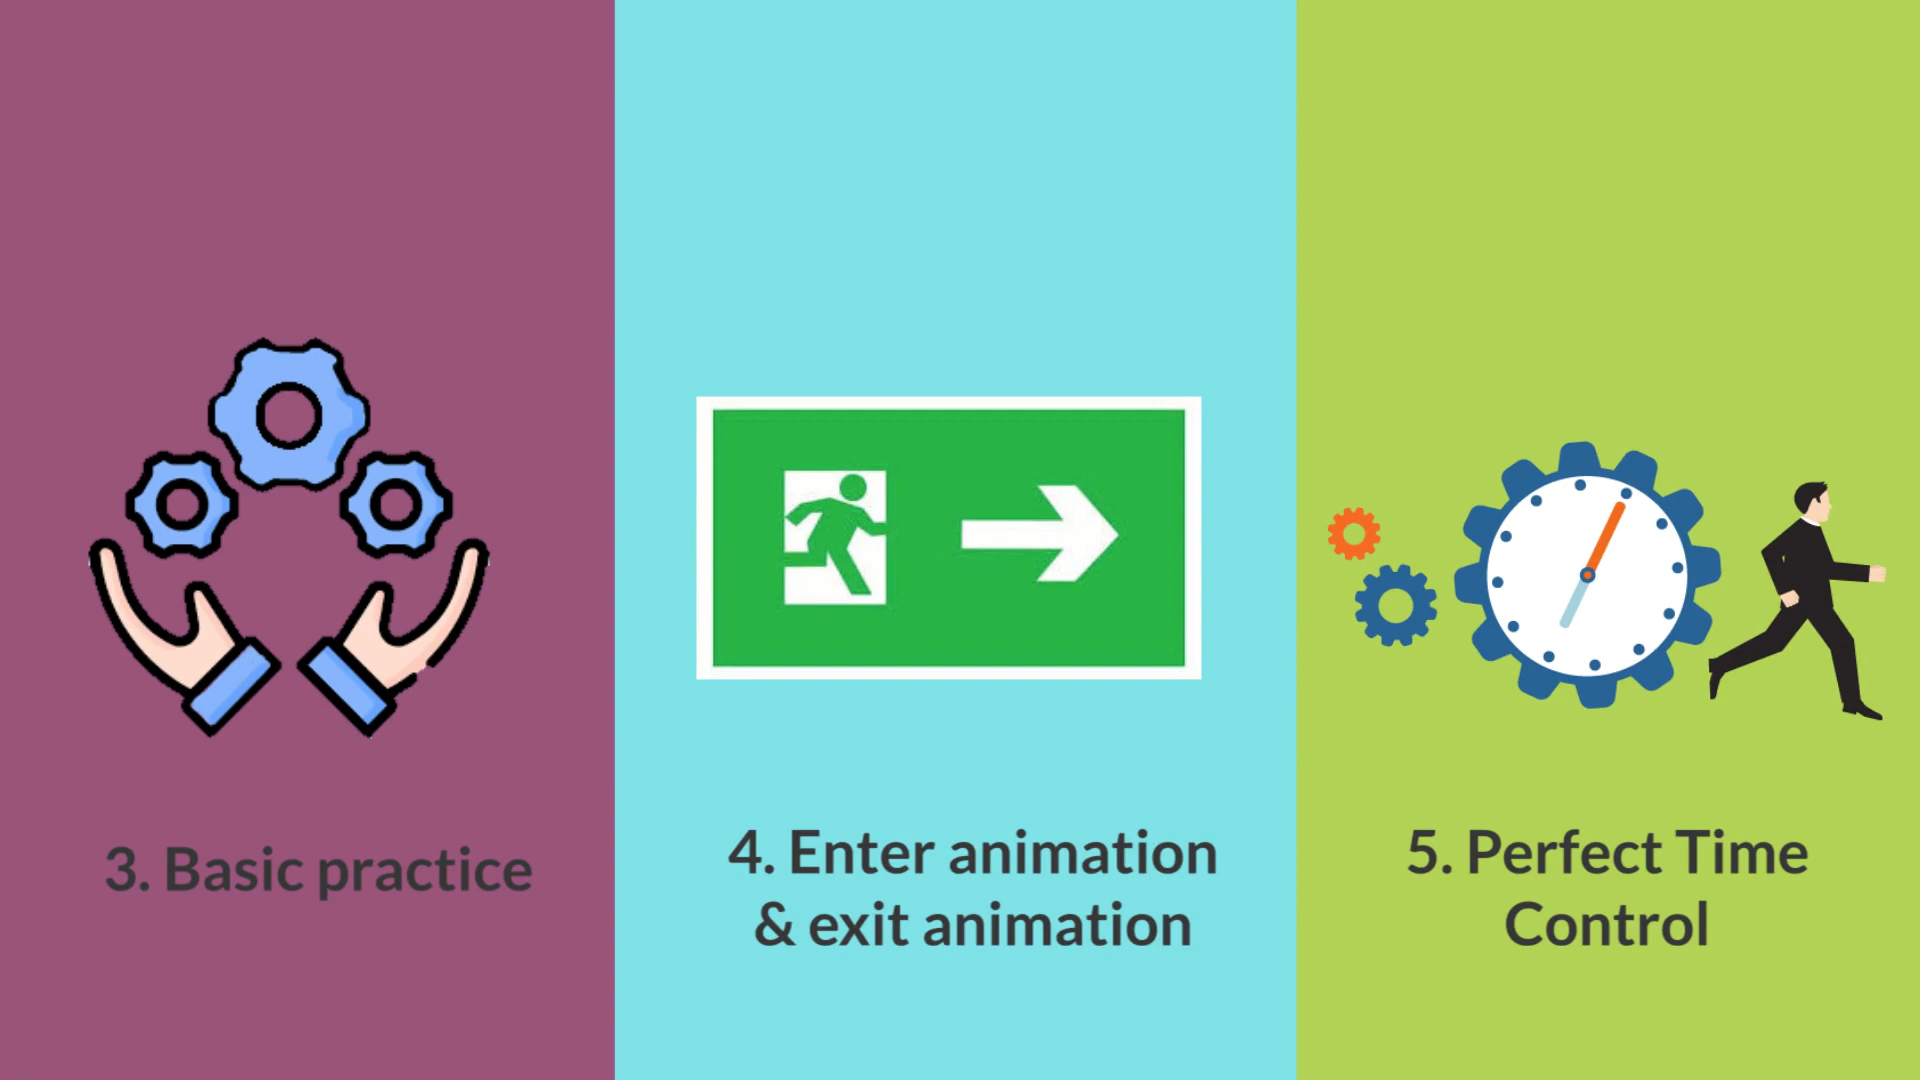 3. Basic practice
4. Enter animation
& exit animation
5. Perfect Time
Control